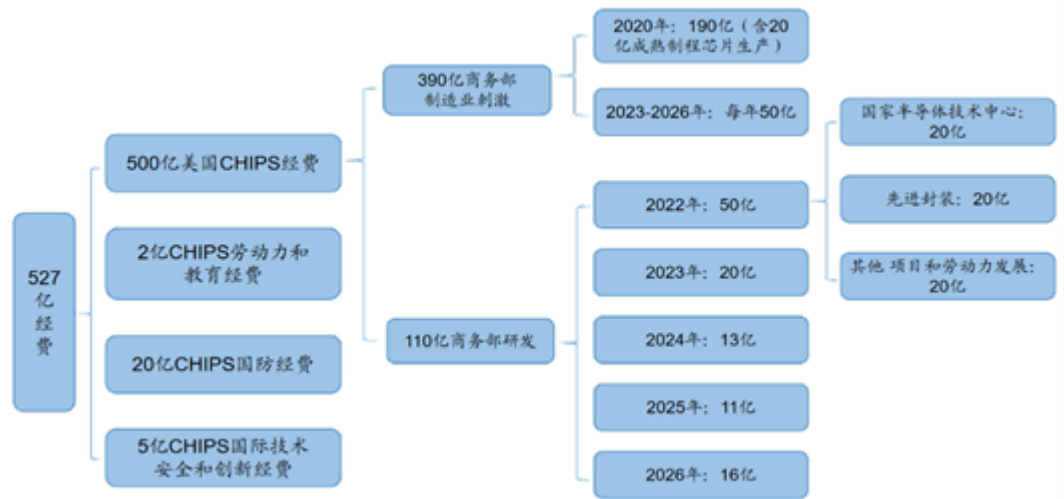 527
亿
经
费
500亿美国CHIPS经费
2亿CHIPS劳动力和
教育经费
20亿CHIPS国防经费
5亿CHIPS国际技术
安全和创新经费
390亿商务部
制造业刺激
110亿商务部研发
2020年：190亿（含20
亿成熟制程芯片生产）
2023-2026年：每年50亿
2022年：50亿
2023年：20亿
2024年：13亿
2025年：11亿
2026年：16亿
国家半导体技术中心：
20亿
先进封装：20亿
其他 项目和劳动力发展：
20亿